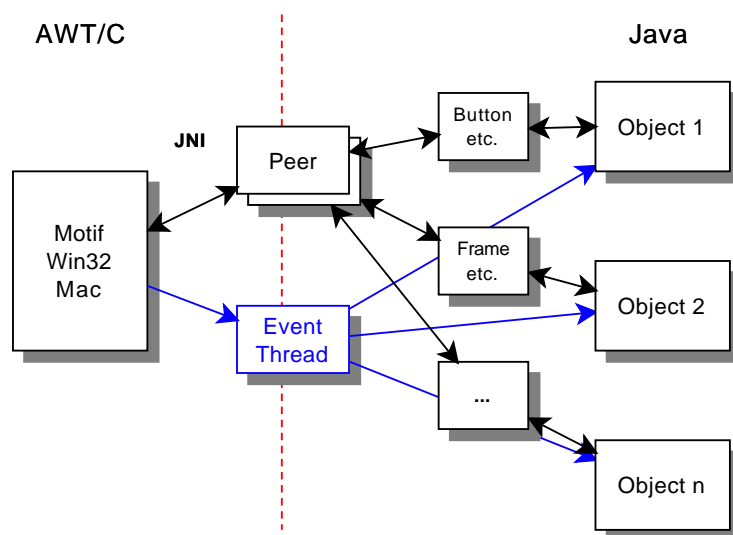 AWT/C
Java
JNI
Peer
Button
etc.
Object 1
Motif
Win32
Mac
Frame
etc.
Object 2
Event
Thread
...
Object n